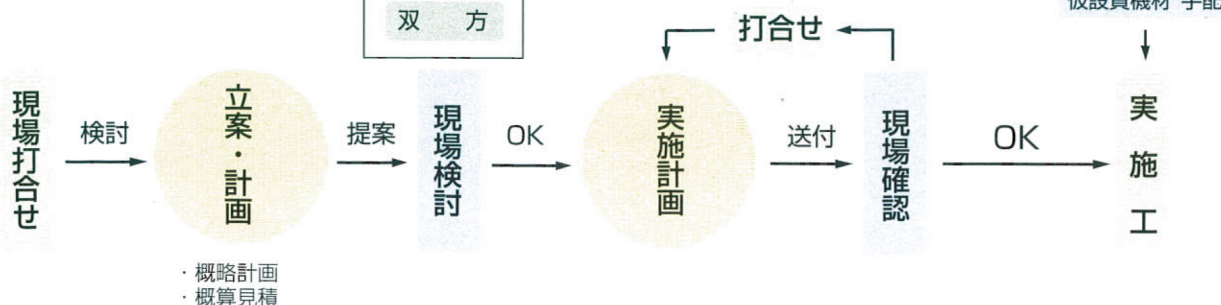 双 方
仮設資機材 手配
打合せ
現場打合せ
検討
立案・計画
提案
現場検討
OK
実施計画
送付
現場確認
OK
実施工
・概略計画
・概算見積